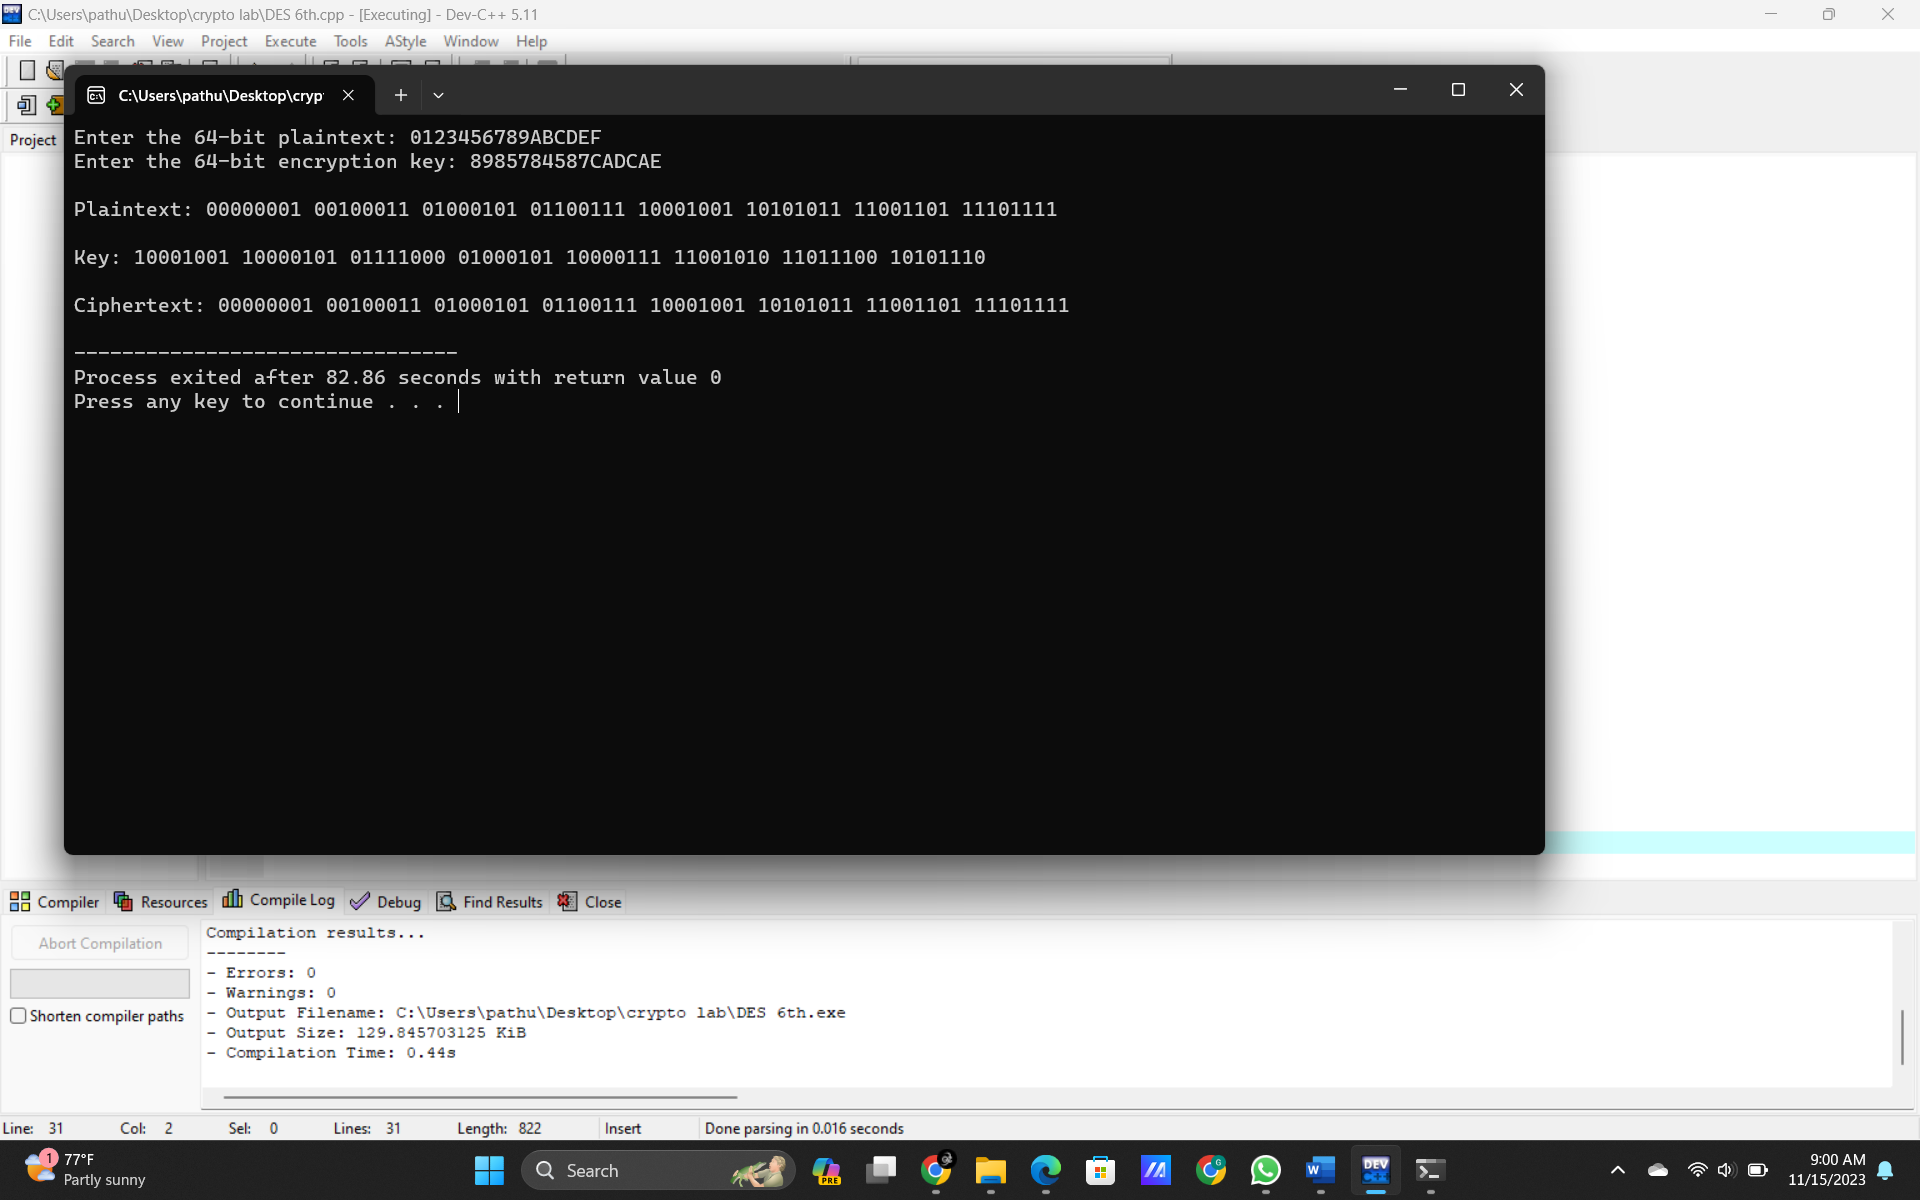 C:\Users\pathu\Desktop\crypto lab\DES 6th.cpp - [Executing] - Dev-C++ 5.11
File Edit Search View Project Execute Tools AStyle Window Help
C:\Users\pathu\Desktop\cryp
Project
Enter the 64-bit plaintext: 0123456789ABCDEF
Enter the 64-bit encryption key: 8985784587CADCAE
Plaintext: 00000001 00100011 01000101 01100111 10001001 10101011 11001101 11101111
Key: 10001001 10000101 01111000 01000101 10000111 11001010 11011100 10101110
Ciphertext: 00000001 00100011 01000101 01100111 10001001 10101011 11001101 11101111
--------------------------------
Process exited after 82.86 seconds with return value 0
Press any key to continue . . .
Compiler Resources Compile Log Debug Find Results Close
Abort Compilation
Shorten compiler paths
Compilation results...
--------
- Errors: 0
- Warnings: 0
- Output Filename: C:\Users\pathu\Desktop\crypto lab\DES 6th.exe
- Output Size: 129.845703125 KiB
- Compilation Time: 0.44s
Line: 31 Col: 2 Sel: 0 Lines: 31 Length: 822 Insert Done parsing in 0.016 seconds
1
77°F
Partly sunny
Search
PRE
DEV
C++
9:00 AM
11/15/2023